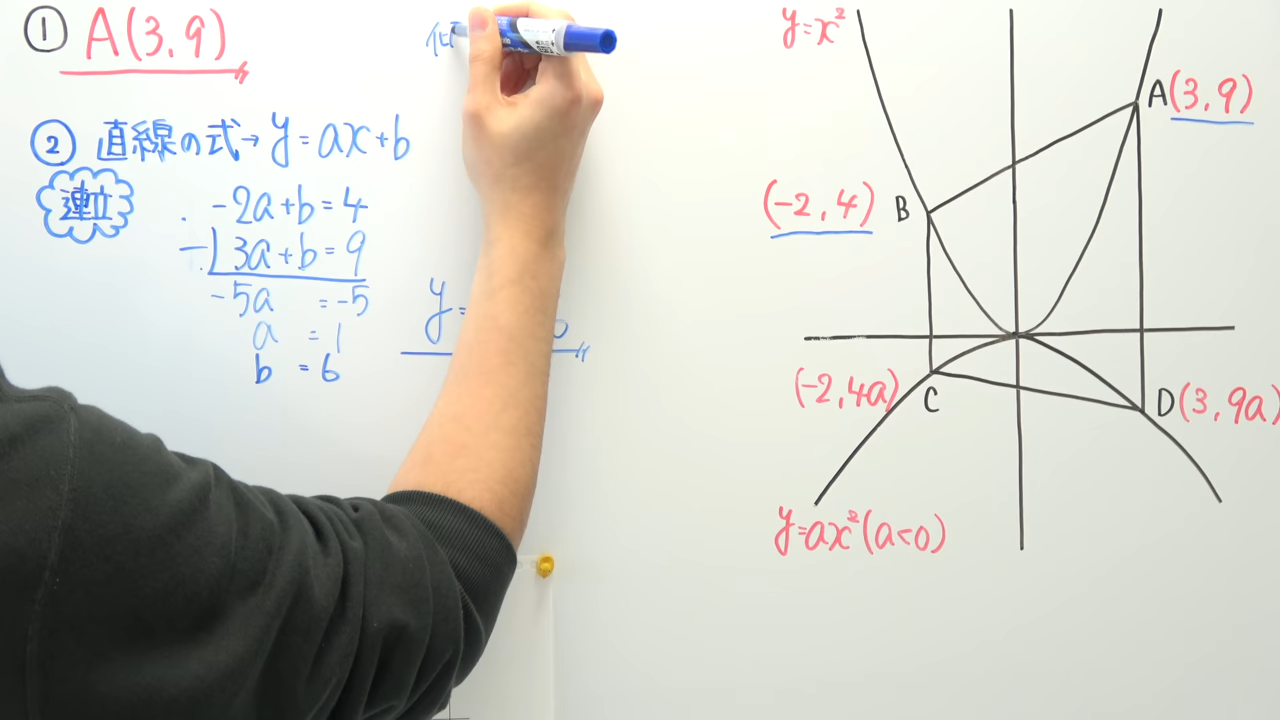 ① A(3,9)
② 直線の式→ y=ax+b
連立
-2a+b=4
-) 3a+b=9
-5a =-5
a =1
b =6
y=
y=x²
A(3,9)
(-2,4) B
(-2,4a) C
D(3,9a)
y=ax²(a<0)